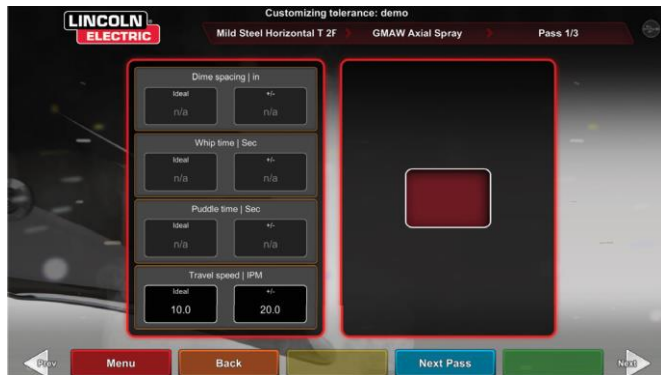 LINCOLN
ELECTRIC
Customizing tolerance: demo
Mild Steel Horizontal T 2F
GMAW Axial Spray
Pass 1/3
Dime spacing | in
Ideal +/-
n/a n/a
Whip time | Sec
Ideal +/-
n/a n/a
Puddle time | Sec
Ideal +/-
n/a n/a
Travel speed | IPM
Ideal +/-
10.0 20.0
Prev Menu Back Next Pass Next